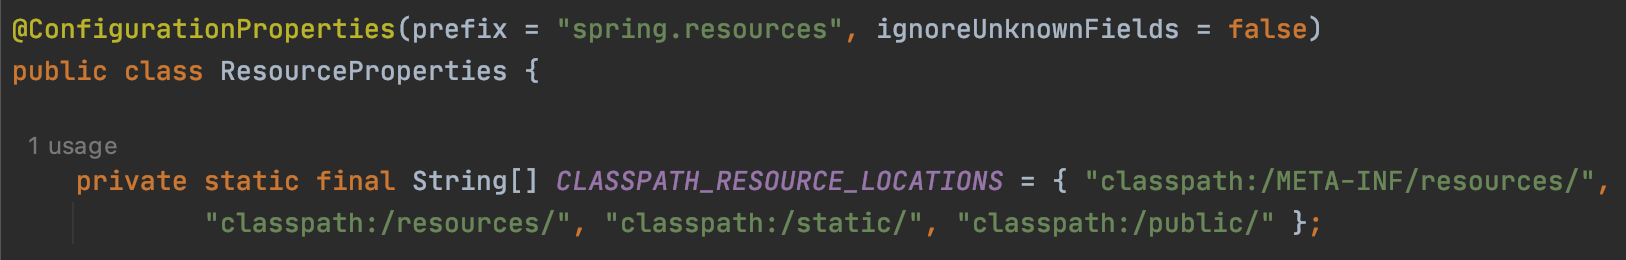 @ConfigurationProperties(prefix = "spring.resources", ignoreUnknownFields = false)
public class ResourceProperties {
1 usage
private static final String[] CLASSPATH_RESOURCE_LOCATIONS = { "classpath:/META-INF/resources/",
"classpath:/resources/", "classpath:/static/", "classpath:/public/" };